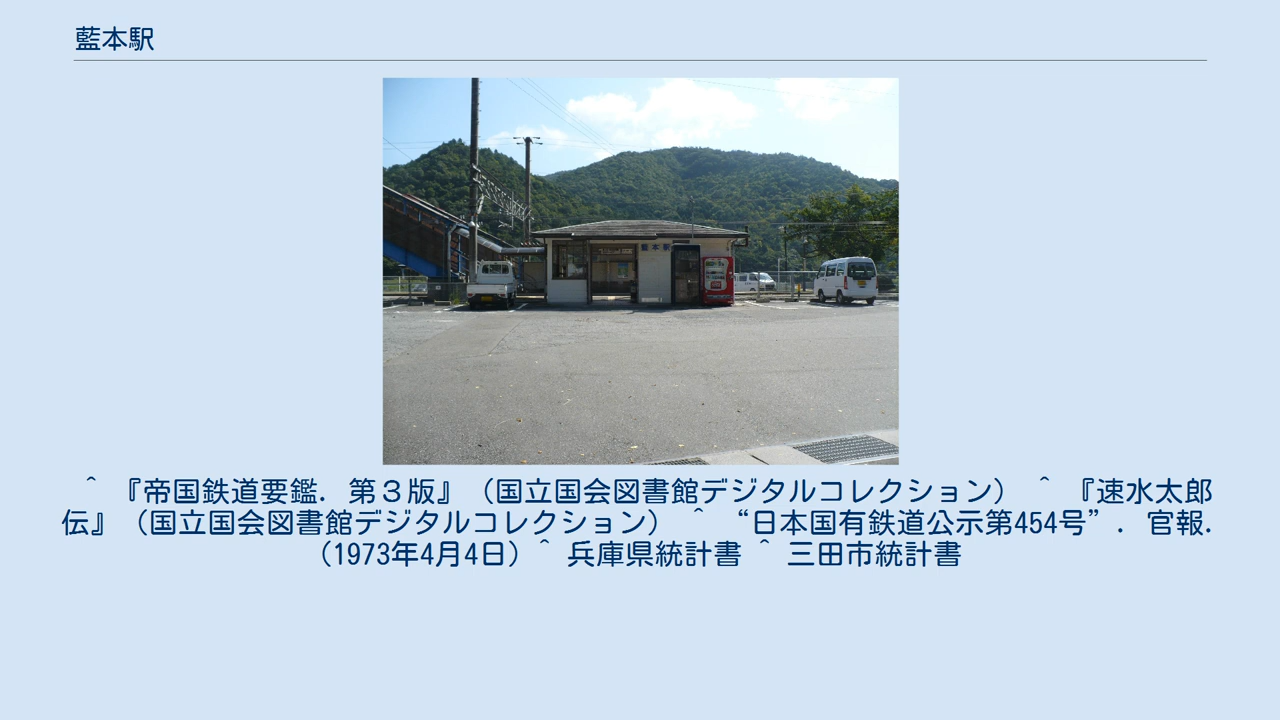 藍本駅
藍本駅
＾ 『帝国鉄道要鑑. 第３版』（国立国会図書館デジタルコレクション） ＾ 『速水太郎
伝』（国立国会図書館デジタルコレクション） ＾ “日本国有鉄道公示第454号”. 官報.
（1973年4月4日）＾ 兵庫県統計書 ＾ 三田市統計書